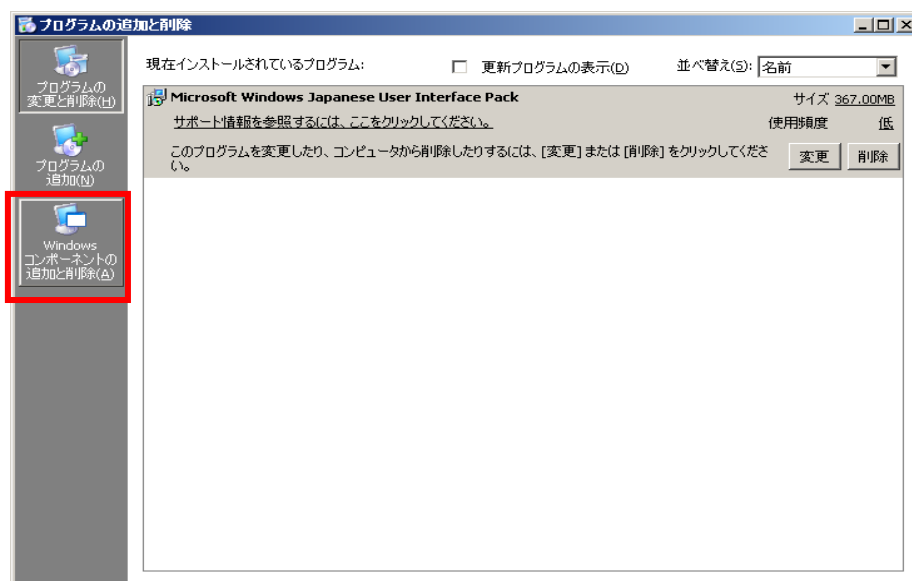 プログラムの追加と削除
プログラムの
変更と削除(H)
プログラムの
追加(N)
Windows
コンポーネントの
追加と削除(A)
現在インストールされているプログラム:
更新プログラムの表示(D)
並べ替え(S):
名前
Microsoft Windows Japanese User Interface Pack
サイズ 367.00MB
サポート情報を参照するには、ここをクリックしてください。
使用頻度 低
このプログラムを変更したり、コンピュータから削除したりするには、[変更] または [削除] をクリックしてくださ
い。
変更
削除